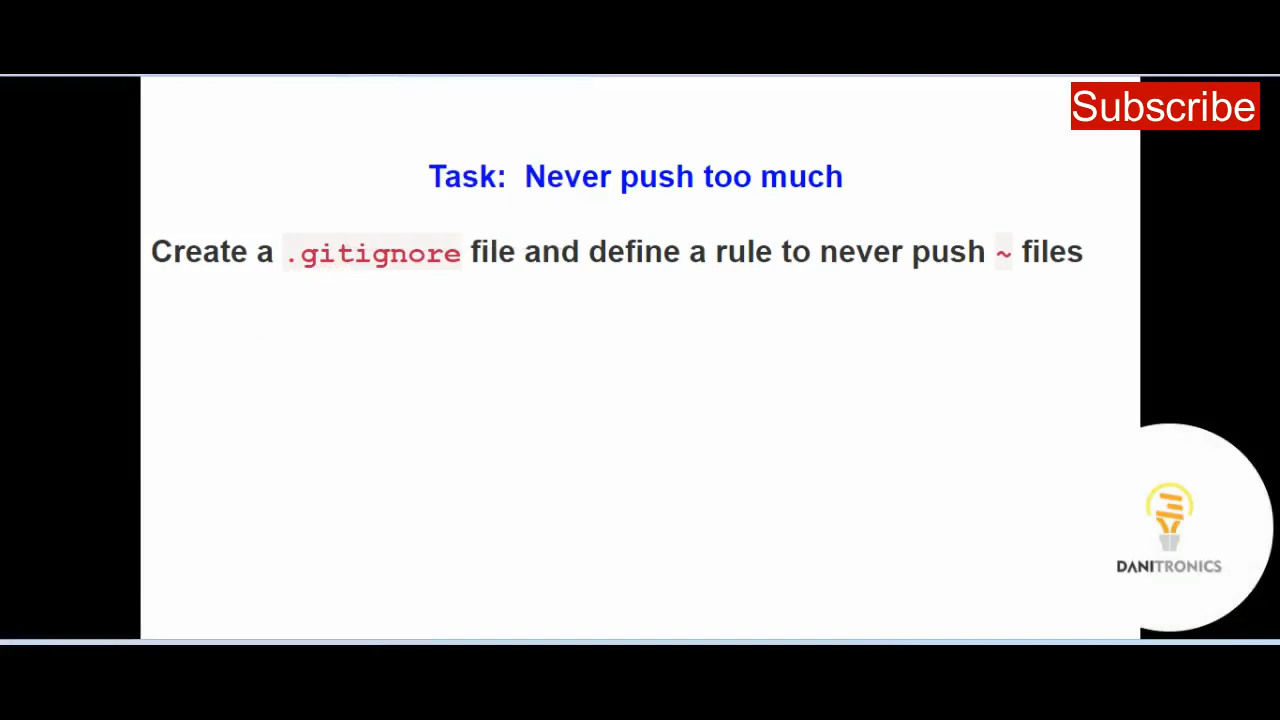 Subscribe
Task: Never push too much
Create a .gitignore file and define a rule to never push ~ files
DANITRONICS